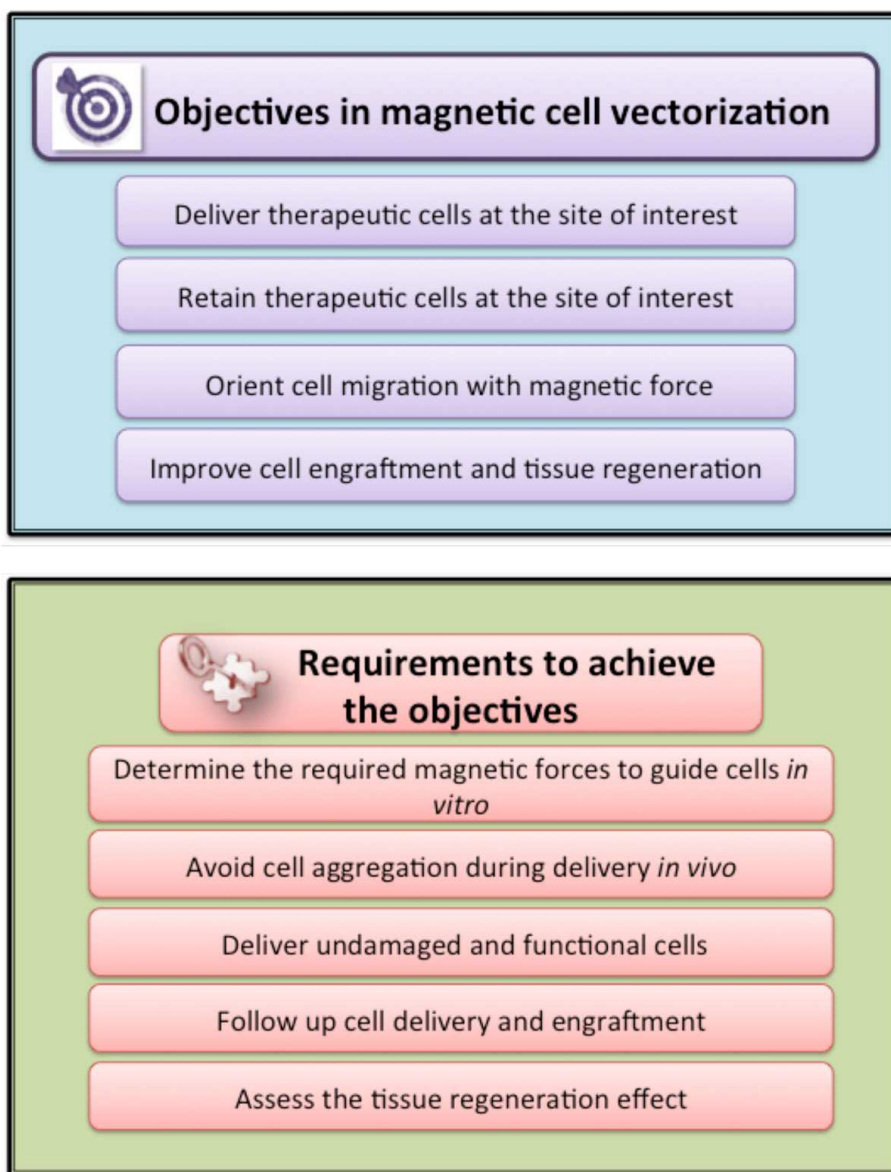 Objectives in magnetic cell vectorization
Deliver therapeutic cells at the site of interest
Retain therapeutic cells at the site of interest
Orient cell migration with magnetic force
Improve cell engraftment and tissue regeneration
Requirements to achieve
the objectives
Determine the required magnetic forces to guide cells in
vitro
Avoid cell aggregation during delivery in vivo
Deliver undamaged and functional cells
Follow up cell delivery and engraftment
Assess the tissue regeneration effect